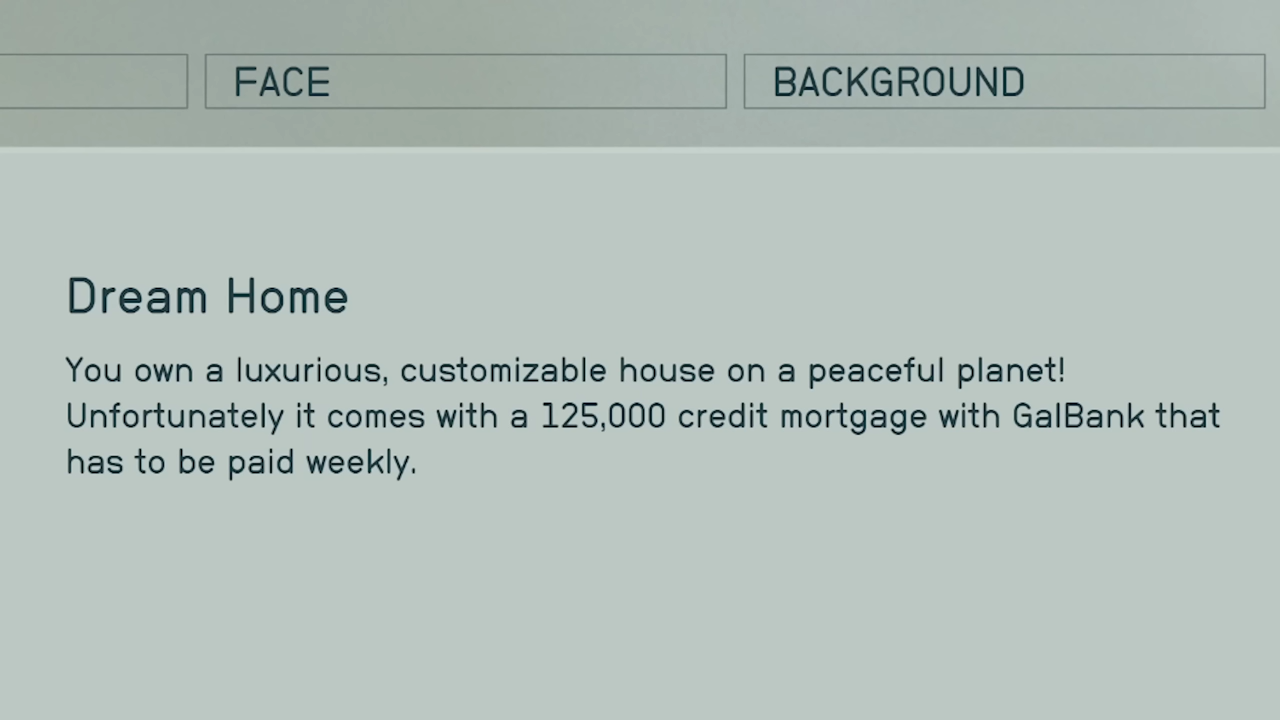 FACE
BACKGROUND
Dream Home
You own a luxurious, customizable house on a peaceful planet!
Unfortunately it comes with a 125,000 credit mortgage with GalBank that
has to be paid weekly.